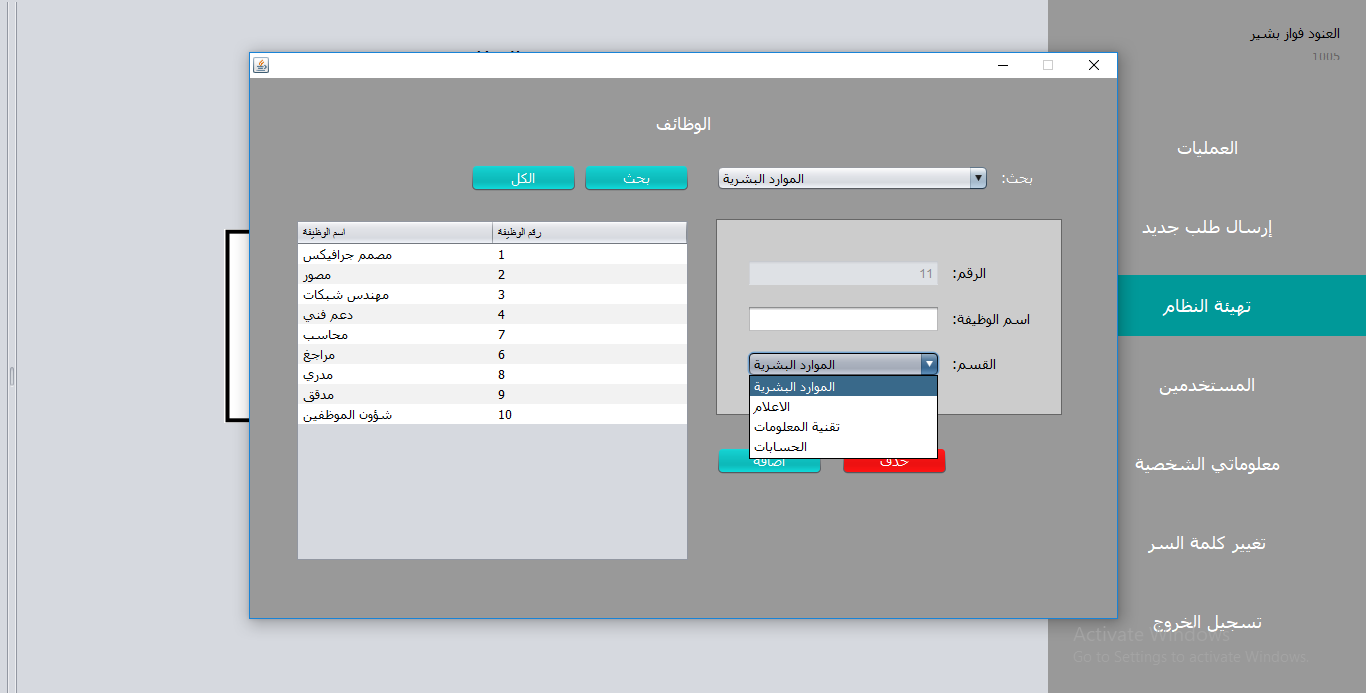 العنود فواز بشير
1005
الوظائف
بحث:
الموارد البشرية
بحث
الكل
رقم الوظيفة اسم الوظيفة
1 مصمم جرافيكس
2 مصور
3 مهندس شبكات
4 دعم فني
7 محاسب
6 مراجع
8 مدري
9 مدقق
10 شؤون الموظفين
الرقم: 11
اسم الوظيفة:
القسم: الموارد البشرية
الموارد البشرية
الاعلام
تقنية المعلومات
الحسابات
حذف
اضافة
العمليات
إرسال طلب جديد
تهيئة النظام
المستخدمين
معلوماتي الشخصية
تغيير كلمة السر
تسجيل الخروج
Activate Windows
Go to Settings to activate Windows.